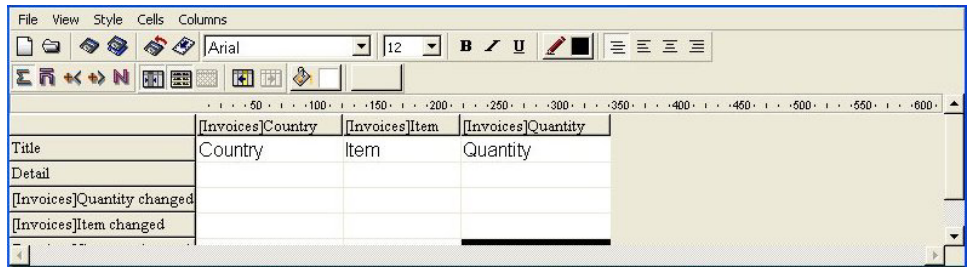 File View Style Cells Columns
Arial 12 B I U
50 100 150 200 250 300 350 400 450 500 550 600
[Invoices]Country [Invoices]Item [Invoices]Quantity
Title Country Item Quantity
Detail
[Invoices]Quantity changed
[Invoices]Item changed